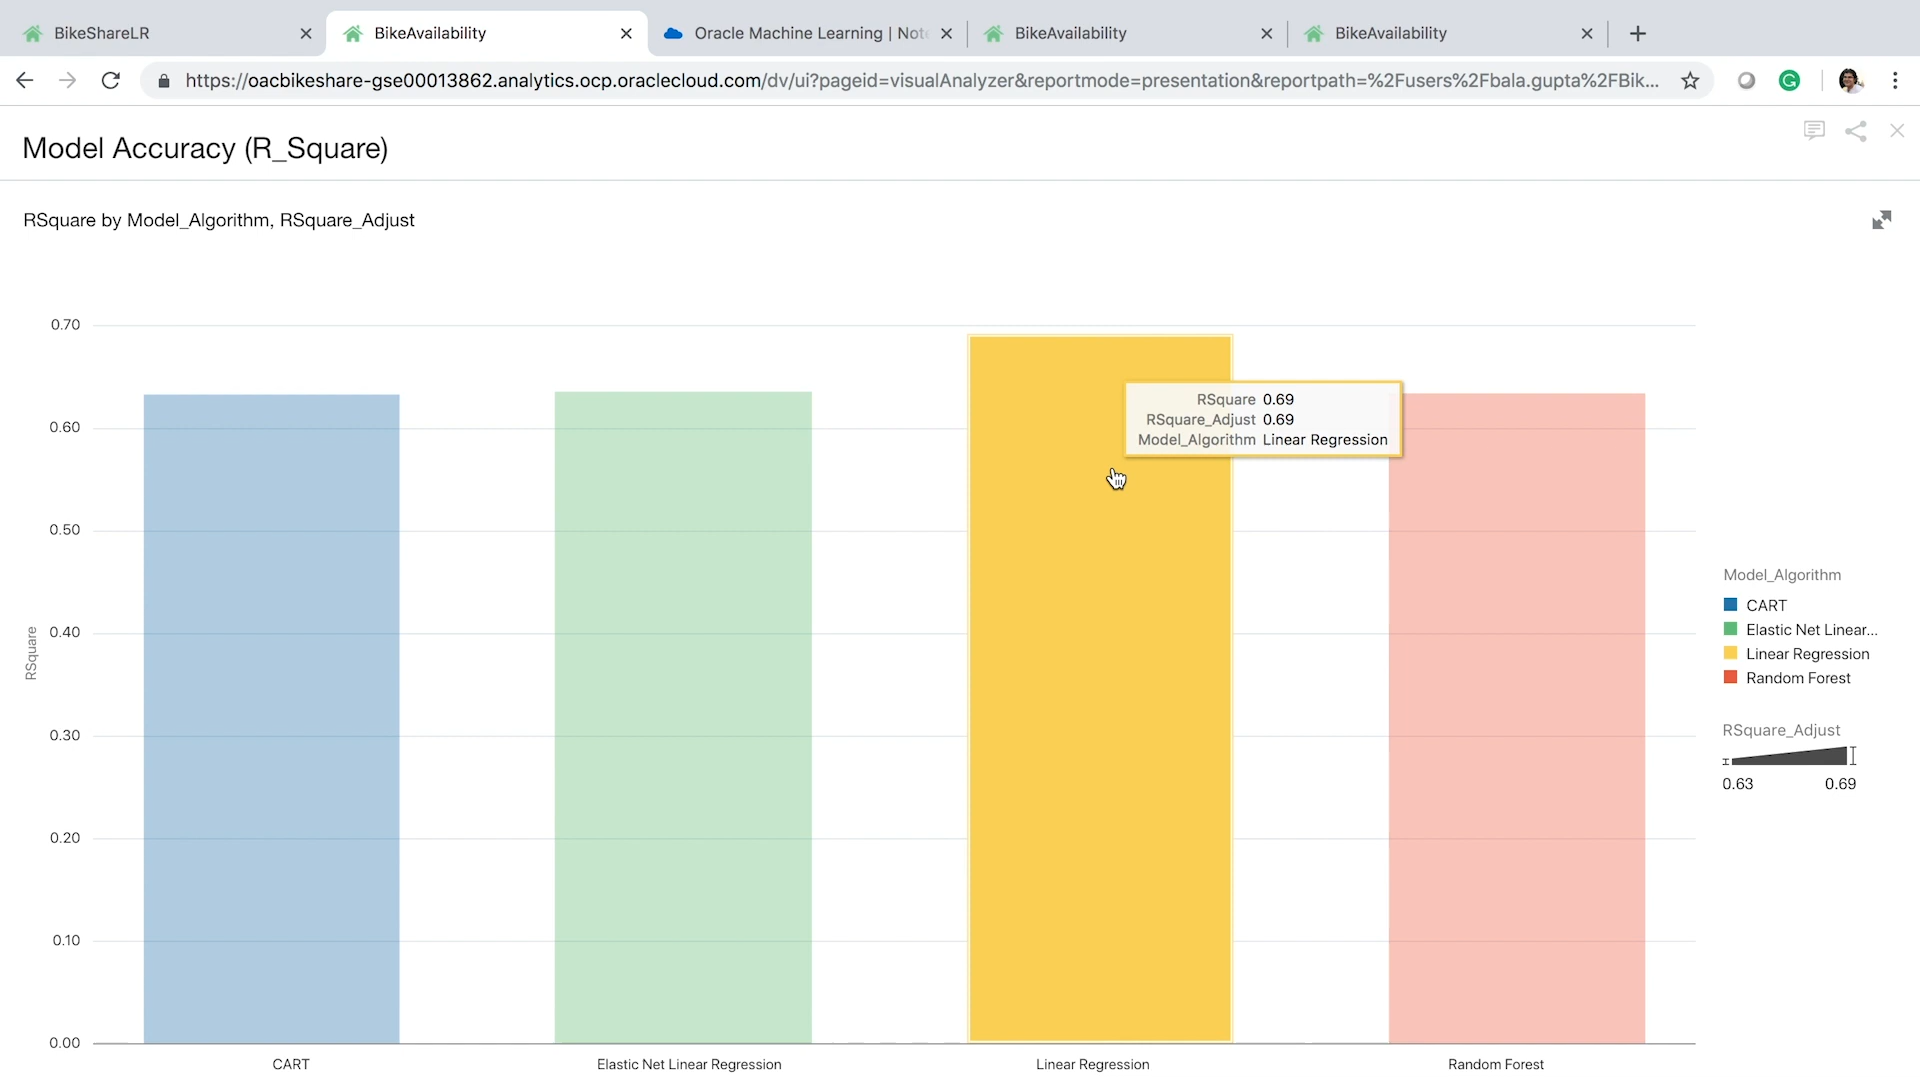 BikeShareLR
BikeAvailability
Oracle Machine Learning | Not
BikeAvailability
BikeAvailability
https://oacbikeshare-gse00013862.analytics.ocp.oraclecloud.com/dv/ui?pageid=visualAnalyzer&reportmode=presentation&reportpath=%2Fusers%2Fbala.gupta%2FBik...
Model Accuracy (R_Square)
RSquare by Model_Algorithm, RSquare_Adjust
0.70
0.60
0.50
0.40
0.30
0.20
0.10
0.00
RSquare
RSquare 0.69
RSquare_Adjust 0.69
Model_Algorithm Linear Regression
CART
Elastic Net Linear Regression
Linear Regression
Random Forest
Model_Algorithm
CART
Elastic Net Linear...
Linear Regression
Random Forest
RSquare_Adjust
0.63 0.69